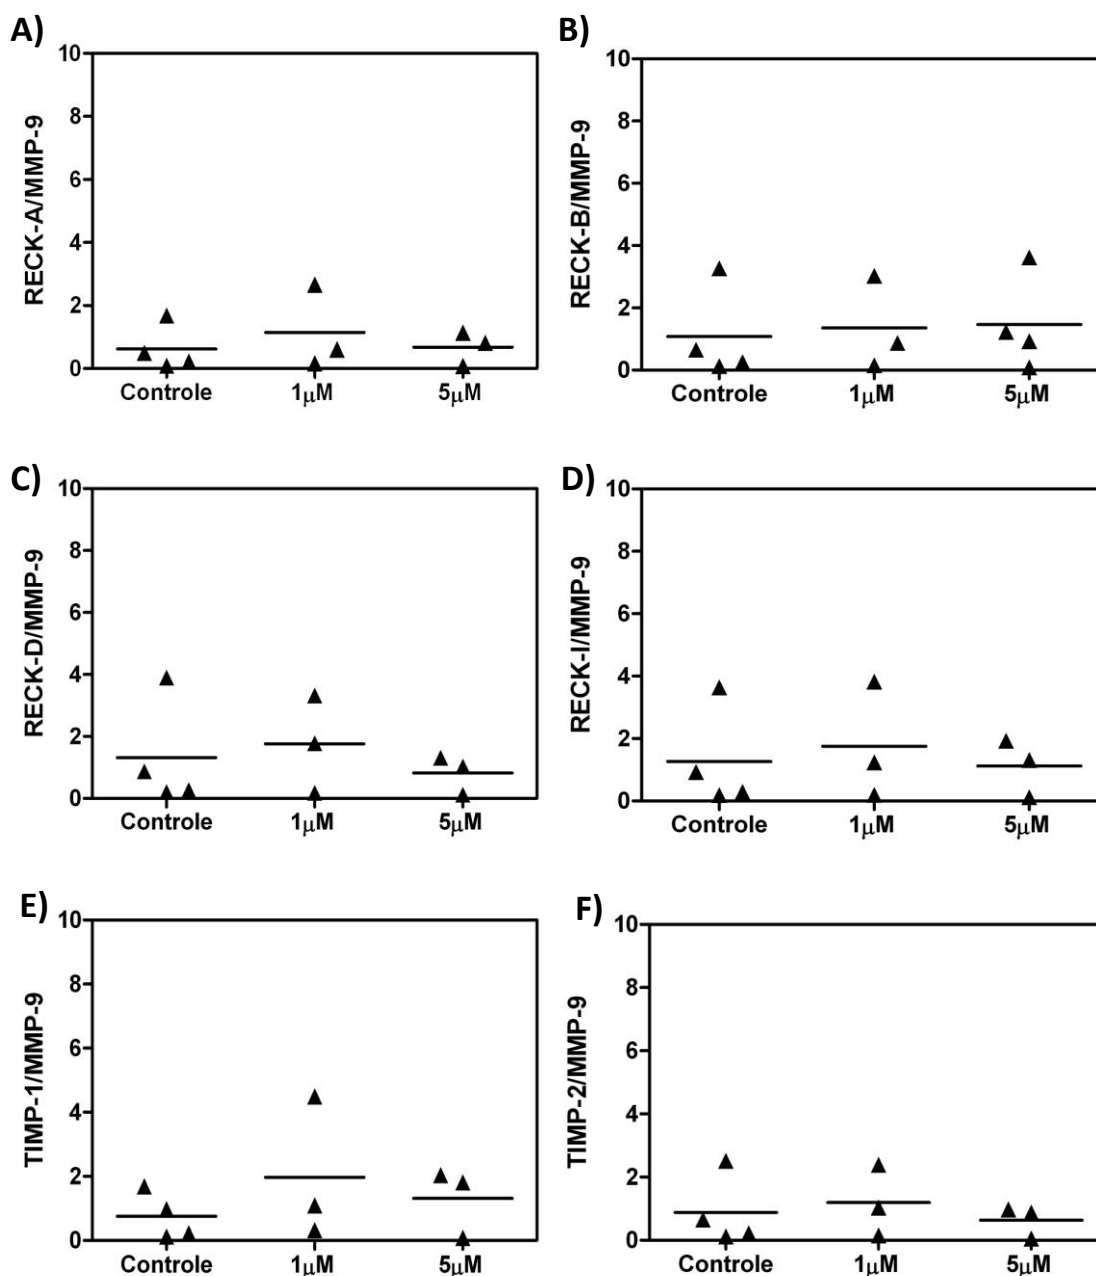 A)
RECK-A/MMP-9
10
8
6
4
2
0
Controle 1μM 5μM
B)
RECK-B/MMP-9
10
8
6
4
2
0
Controle 1μM 5μM
C)
RECK-D/MMP-9
10
8
6
4
2
0
Controle 1μM 5μM
D)
RECK-I/MMP-9
10
8
6
4
2
0
Controle 1μM 5μM
E)
TIMP-1/MMP-9
10
8
6
4
2
0
Controle 1μM 5μM
F)
TIMP-2/MMP-9
10
8
6
4
2
0
Controle 1μM 5μM